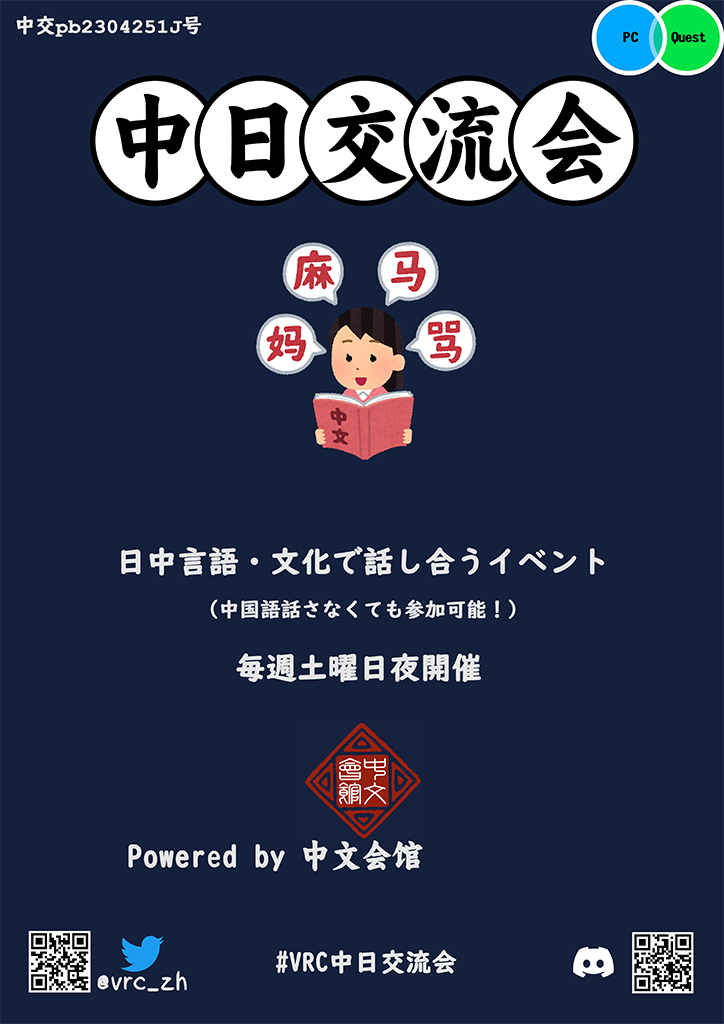 中交pb2304251J号
PC
Quest
中日交流会
麻
马
妈
骂
中文
日中言語・文化で話し合うイベント
（中国語話さなくても参加可能！）
毎週土曜日夜開催
中文會館
Powered by 中文会馆
@vrc_zh
#VRC中日交流会